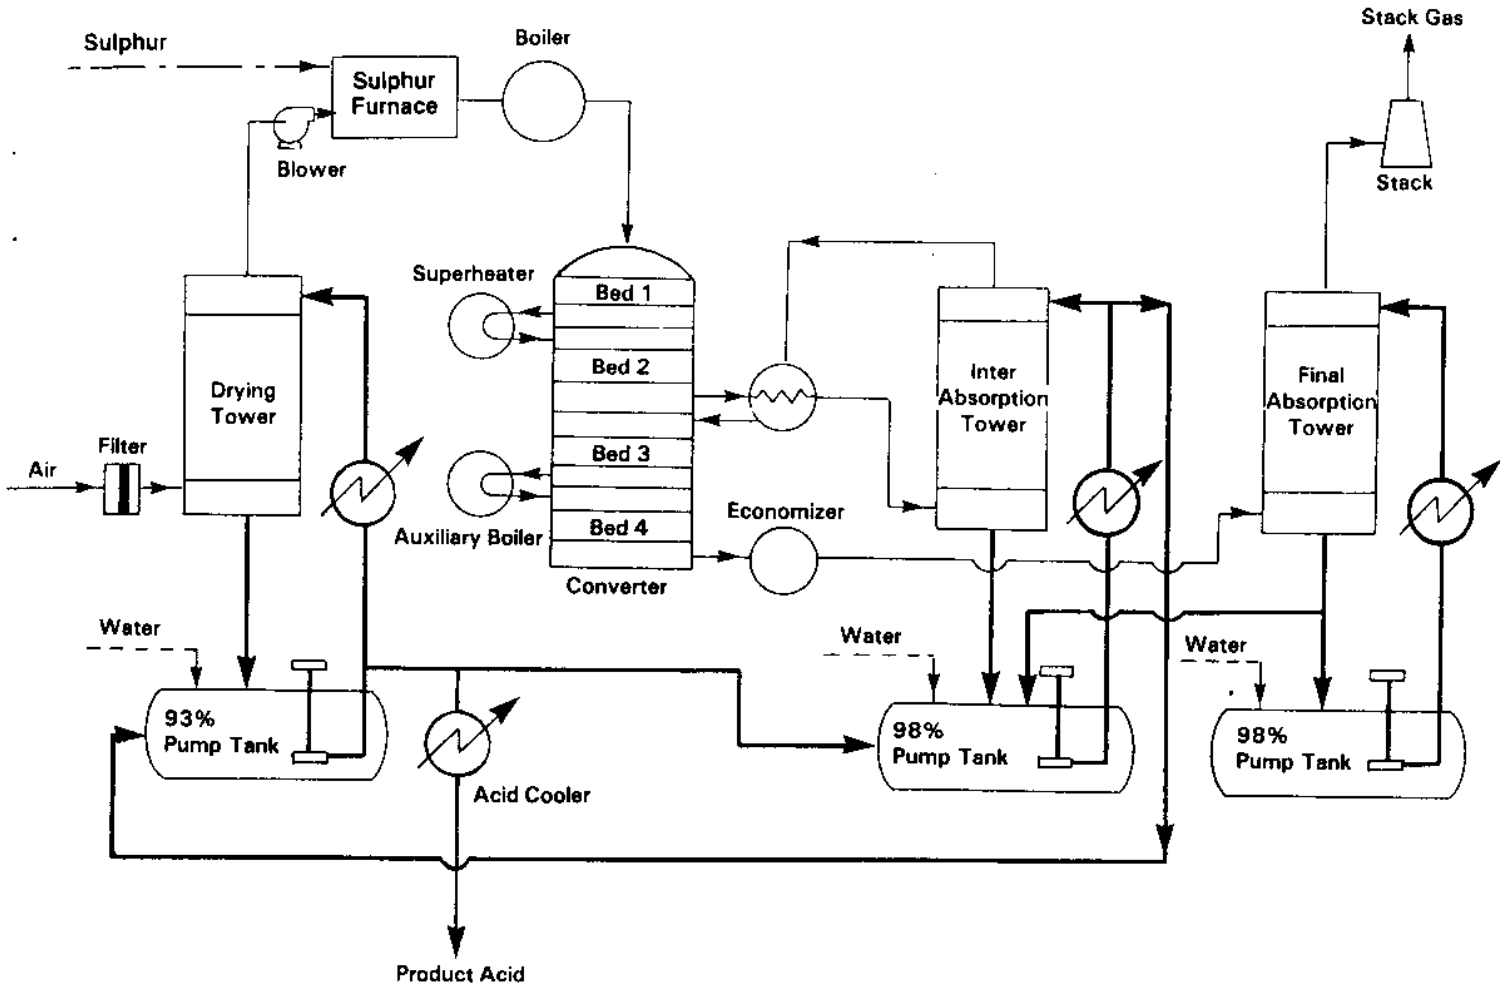 Stack Gas
Sulphur
Boiler
Sulphur
Furnace
Blower
Stack
Superheater
Bed 1
Bed 2
Drying
Tower
Inter
Absorption
Tower
Final
Absorption
Tower
Filter
Air
Bed 3
Economizer
Auxiliary Boiler
Bed 4
Converter
Water
Water
Water
93%
Pump Tank
98%
Pump Tank
98%
Pump Tank
Acid Cooler
Product Acid